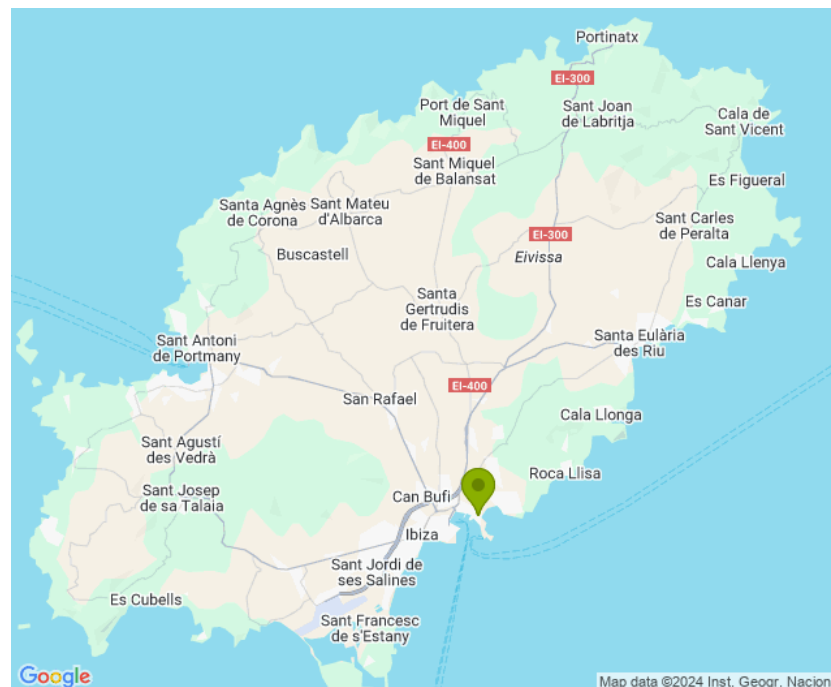 Portinatx
EI-300
Port de Sant
Miquel
Sant Joan
de Labritja
Cala de
Sant Vicent
EI-400
Sant Miquel
de Balansat
Es Figueral
Santa Agnès
de Corona
Sant Mateu
d'Albarca
Sant Carles
de Peralta
EI-300
Buscastell
Eivissa
Cala Llenya
Santa
Gertrudis
de Fruitera
Es Canar
Sant Antoni
de Portmany
Santa Eulària
des Riu
EI-400
San Rafael
Cala Llonga
Sant Agustí
des Vedrà
Roca Llisa
Sant Josep
de sa Talaia
Can Bufí
Ibiza
Sant Jordi de
ses Salines
Es Cubells
Sant Francesc
de s'Estany
Google
Map data ©2024 Inst. Geogr. Nacion